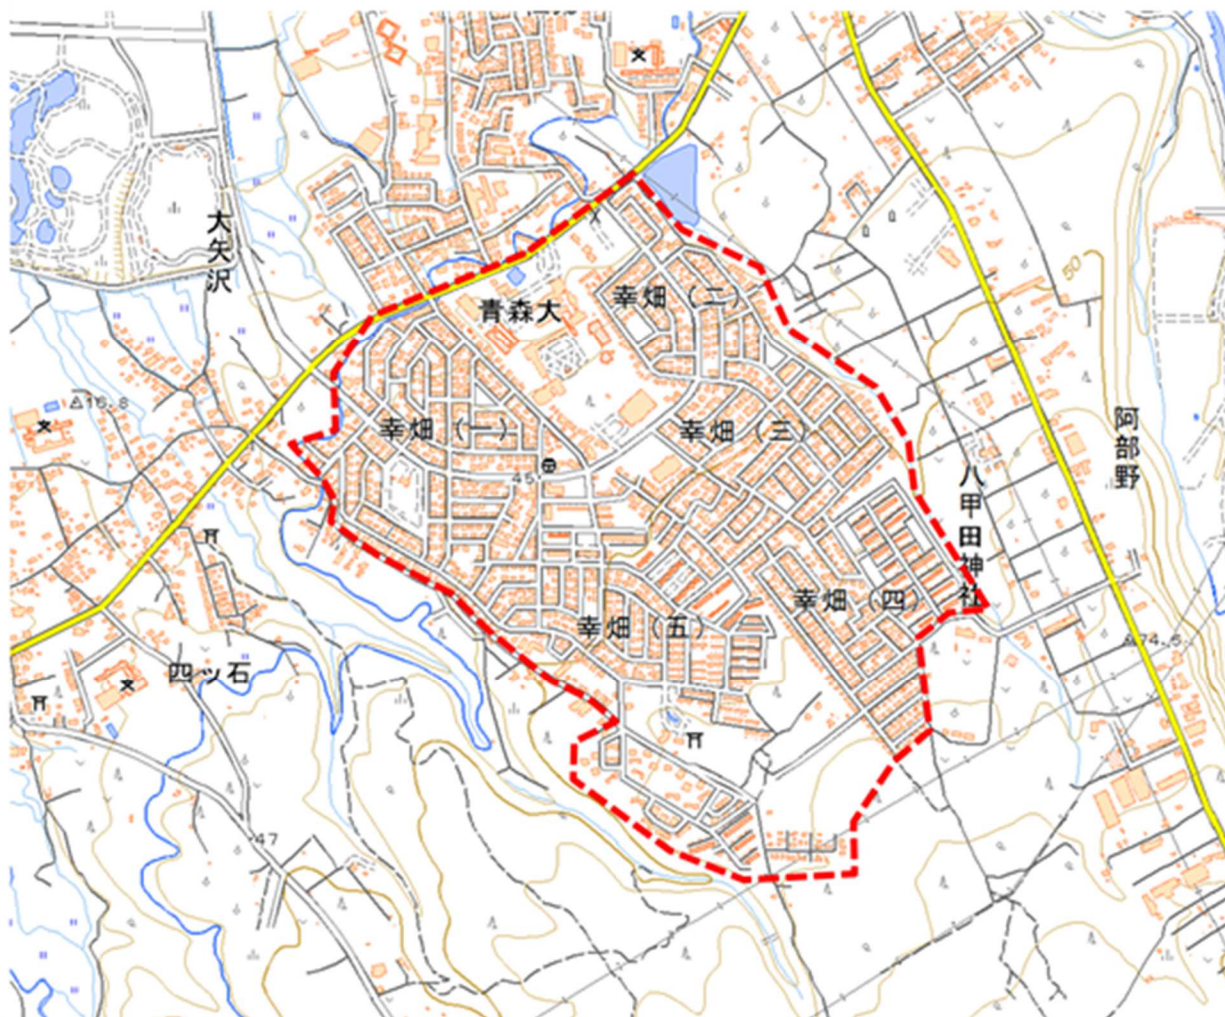 大矢沢
青森大
幸畑（二）
幸畑（一）
幸畑（三）
16.8
阿部野
45
50
八甲田神社
幸畑（四）
幸畑（五）
四ッ石
74.5
47